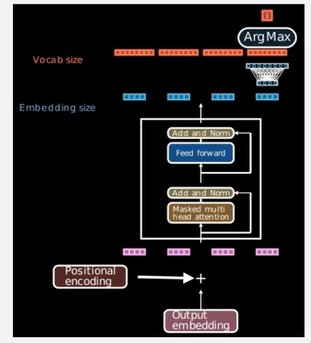 ArgMax
Vocab size
Embedding size
Add and Norm
Feed forward
Add and Norm
Masked multi
head attention
Positional
encoding
Output
embedding